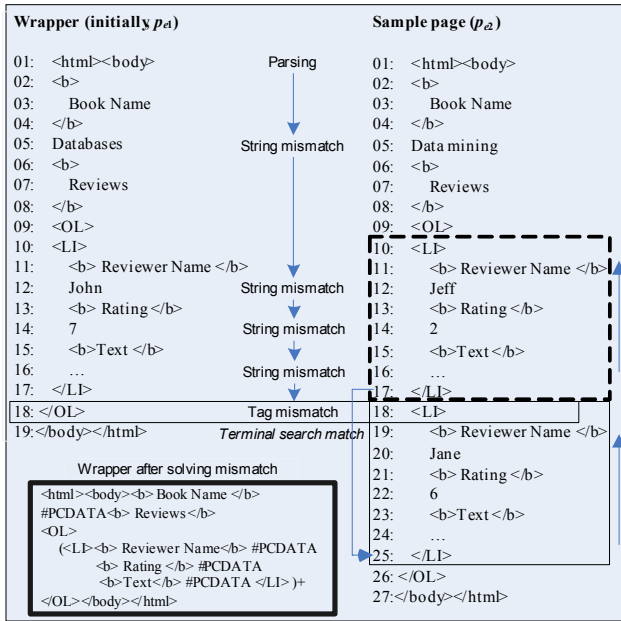 Wrapper (initially, pe1)
01: <html><body>
02: <b>
03: Book Name
04: </b>
05: Databases
06: <b>
07: Reviews
08: </b>
09: <OL>
10: <LI>
11: <b> Reviewer Name </b>
12: John
13: <b> Rating </b>
14: 7
15: <b>Text </b>
16: ...
17: </LI>
18: </OL>
19:</body></html>
Parsing
String mismatch
String mismatch
String mismatch
String mismatch
Tag mismatch
Terminal search match
Wrapper after solving mismatch
<html><body><b> Book Name </b>
#PCDATA<b> Reviews</b>
<OL>
(<LI><b> Reviewer Name</b> #PCDATA
<b> Rating </b> #PCDATA
<b>Text</b> #PCDATA </LI> )+
</OL></body></html>
Sample page (pe2)
01: <html><body>
02: <b>
03: Book Name
04: </b>
05: Data mining
06: <b>
07: Reviews
08: </b>
09: <OL>
10: <LI>
11: <b> Reviewer Name </b>
12: Jeff
13: <b> Rating </b>
14: 2
15: <b>Text </b>
16: ...
17: </LI>
18: <LI>
19: <b> Reviewer Name </b>
20: Jane
21: <b> Rating </b>
22: 6
23: <b>Text </b>
24: ...
25: </LI>
26: </OL>
27:</body></html>